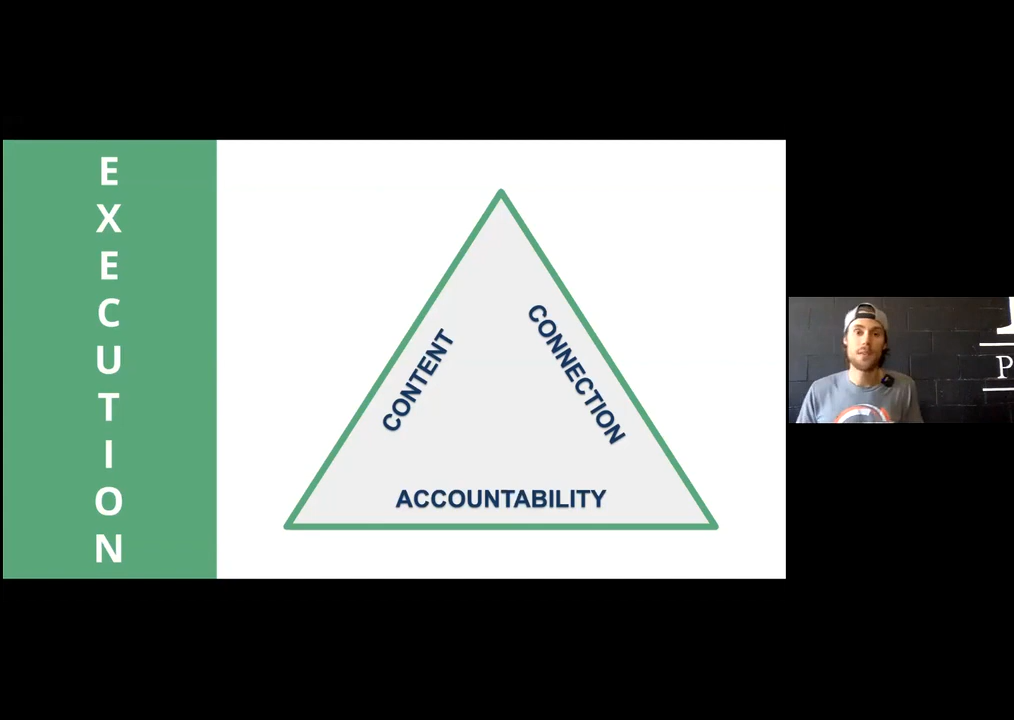 EXECUTION
CONTENT
CONNECTION
ACCOUNTABILITY
P